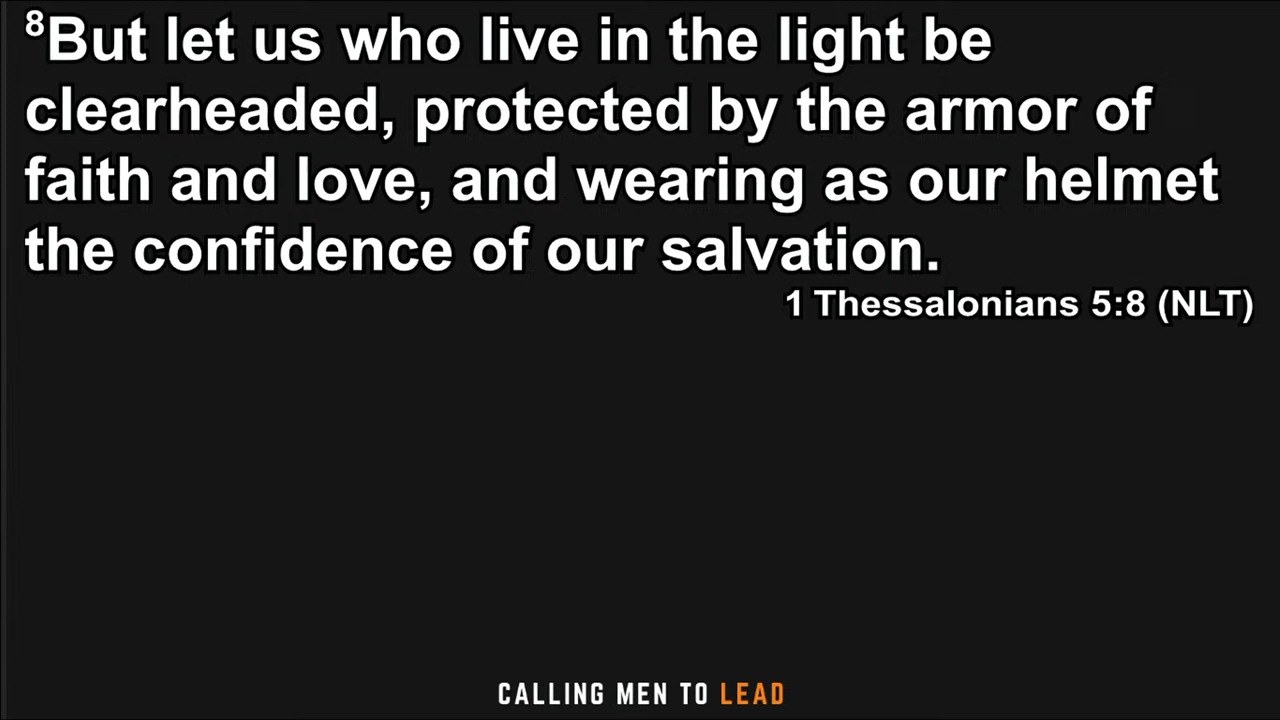 ⁸But let us who live in the light be
clearheaded, protected by the armor of
faith and love, and wearing as our helmet
the confidence of our salvation.
1 Thessalonians 5:8 (NLT)
CALLING MEN TO LEAD